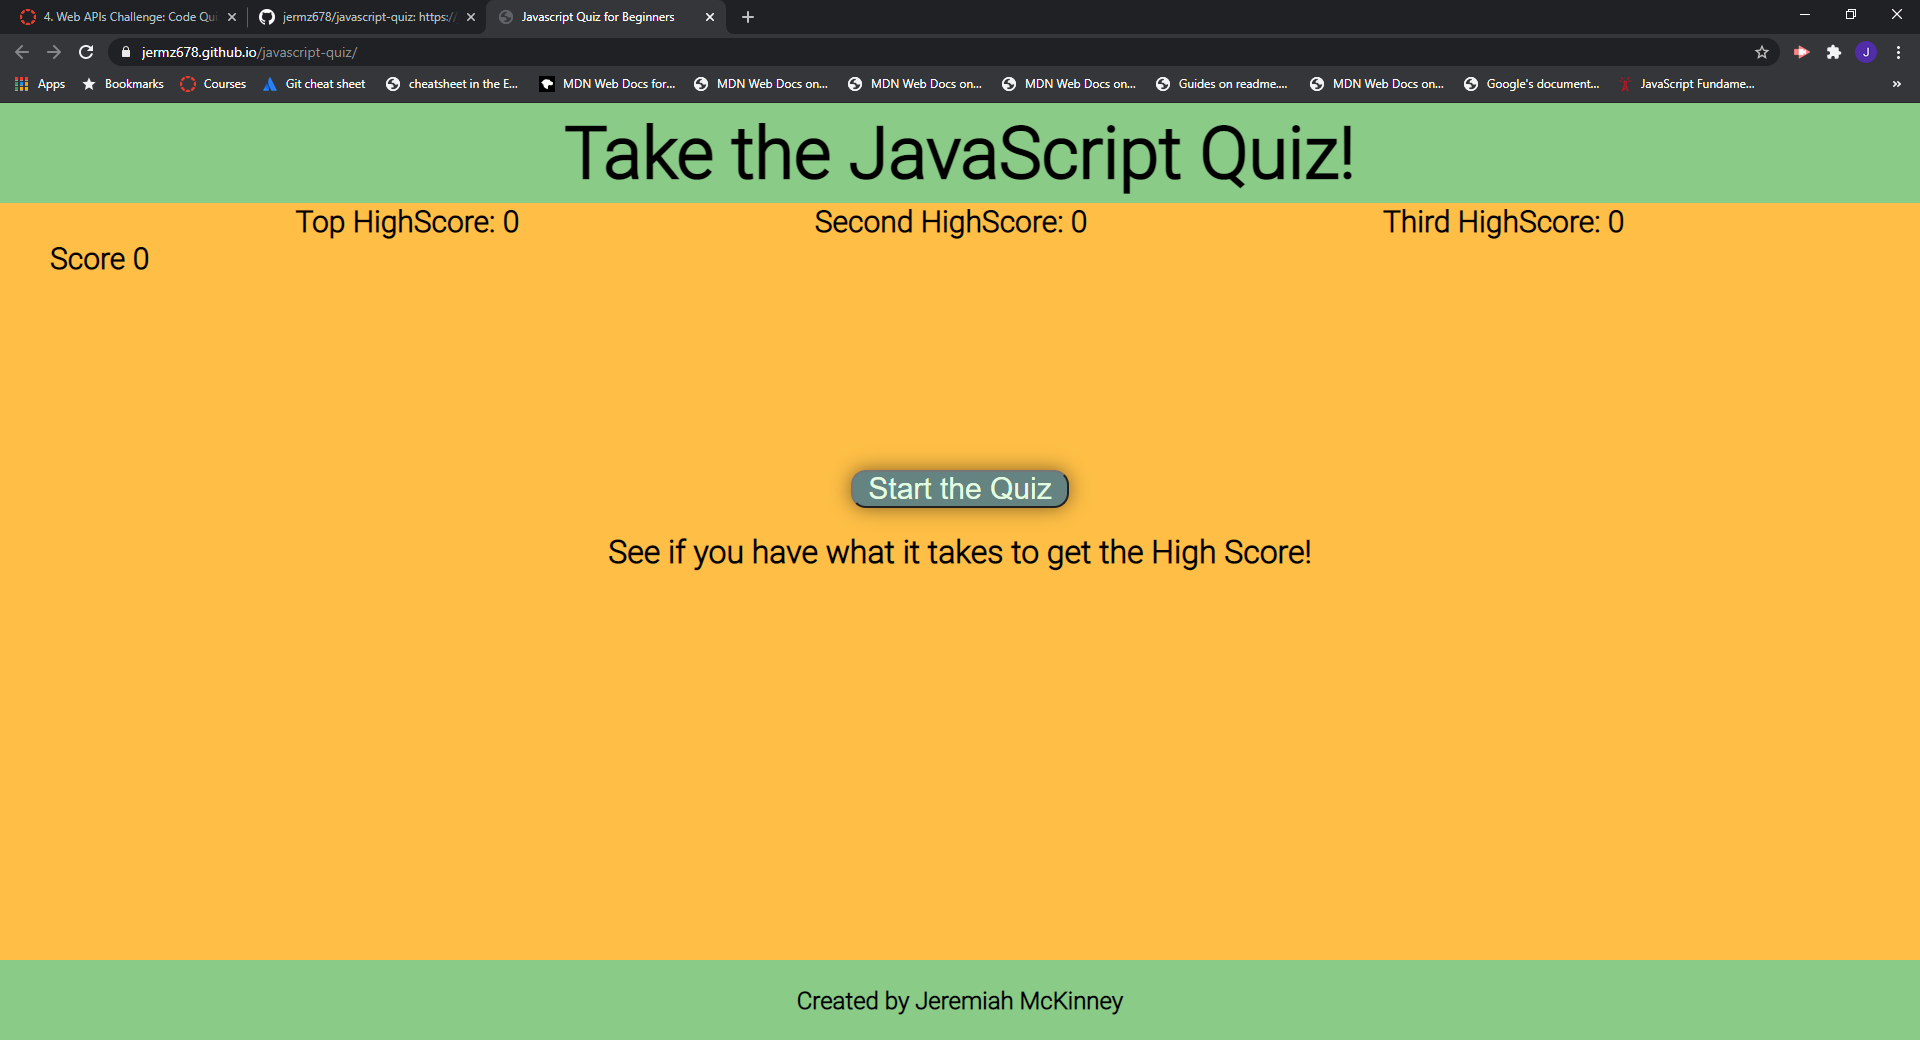 4. Web APIs Challenge: Code Qui
jermz678/javascript-quiz: https://
Javascript Quiz for Beginners
jermz678.github.io/javascript-quiz/
J
Apps
Bookmarks
Courses
Git cheat sheet
cheatsheet in the E...
MDN Web Docs for...
MDN Web Docs on...
MDN Web Docs on...
MDN Web Docs on...
Guides on readme....
MDN Web Docs on...
Google's document...
JavaScript Fundame...
»
Take the JavaScript Quiz!
Top HighScore: 0
Second HighScore: 0
Third HighScore: 0
Score 0
Start the Quiz
See if you have what it takes to get the High Score!
Created by Jeremiah McKinney